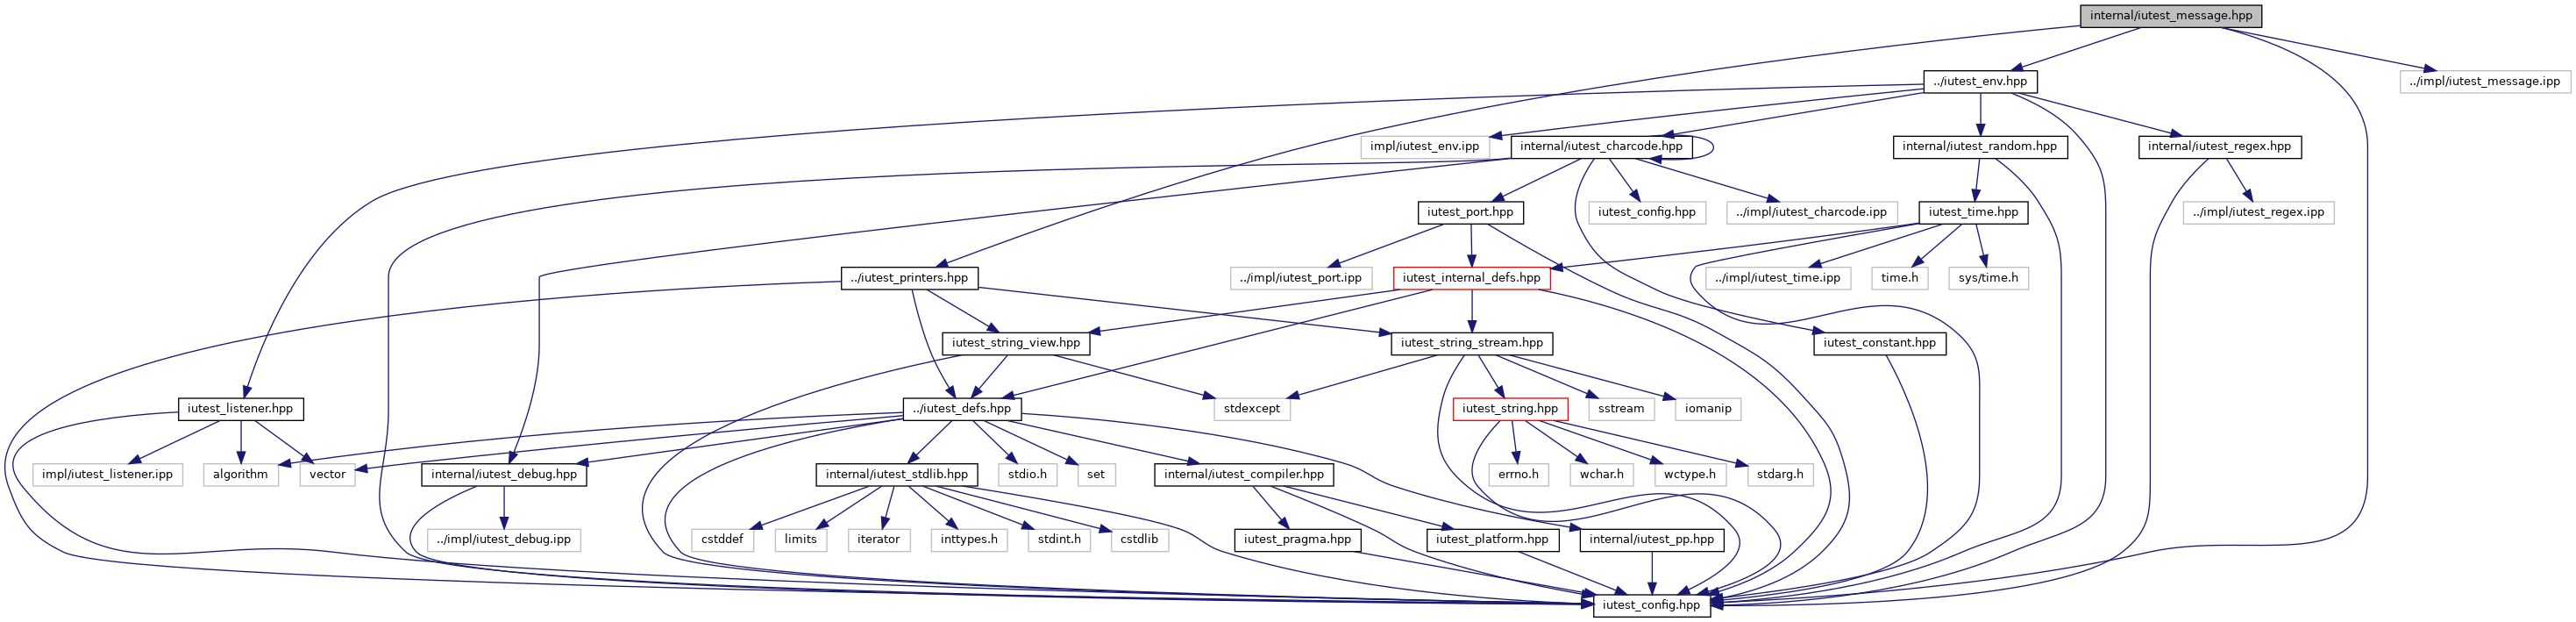 internal/iutest_message.hpp
../iutest_env.hpp
../impl/iutest_message.ipp
impl/iutest_env.ipp
internal/iutest_charcode.hpp
internal/iutest_random.hpp
internal/iutest_regex.hpp
iutest_port.hpp
iutest_config.hpp
../impl/iutest_charcode.ipp
iutest_time.hpp
../impl/iutest_regex.ipp
../iutest_printers.hpp
../impl/iutest_port.ipp
iutest_internal_defs.hpp
../impl/iutest_time.ipp
time.h
sys/time.h
iutest_string_view.hpp
iutest_string_stream.hpp
iutest_constant.hpp
iutest_listener.hpp
../iutest_defs.hpp
stdexcept
iutest_string.hpp
sstream
iomanip
impl/iutest_listener.ipp
algorithm
vector
internal/iutest_debug.hpp
internal/iutest_stdlib.hpp
stdio.h
set
internal/iutest_compiler.hpp
errno.h
wchar.h
wctype.h
stdarg.h
../impl/iutest_debug.ipp
cstddef
limits
iterator
inttypes.h
stdint.h
cstdlib
iutest_pragma.hpp
iutest_platform.hpp
internal/iutest_pp.hpp
iutest_config.hpp